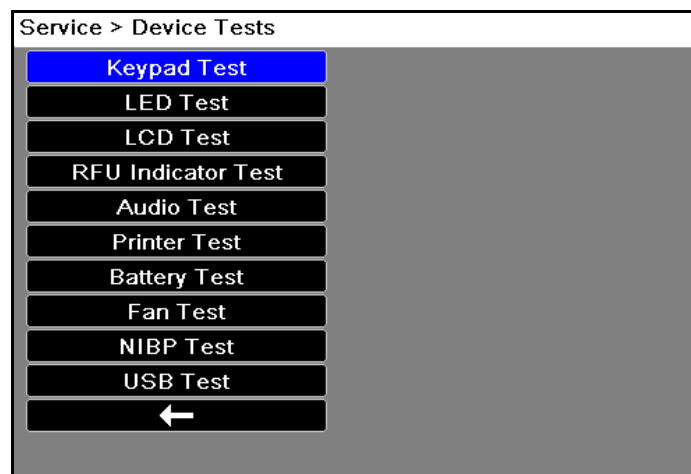 Service > Device Tests
Keypad Test
LED Test
LCD Test
RFU Indicator Test
Audio Test
Printer Test
Battery Test
Fan Test
NIBP Test
USB Test